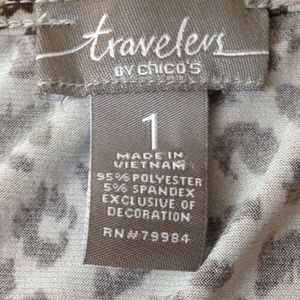 travelers
BY CHICO'S
1
MADE IN
VIETNAM
95% POLYESTER
5% SPANDEX
EXCLUSIVE OF
DECORATION
RN#79984